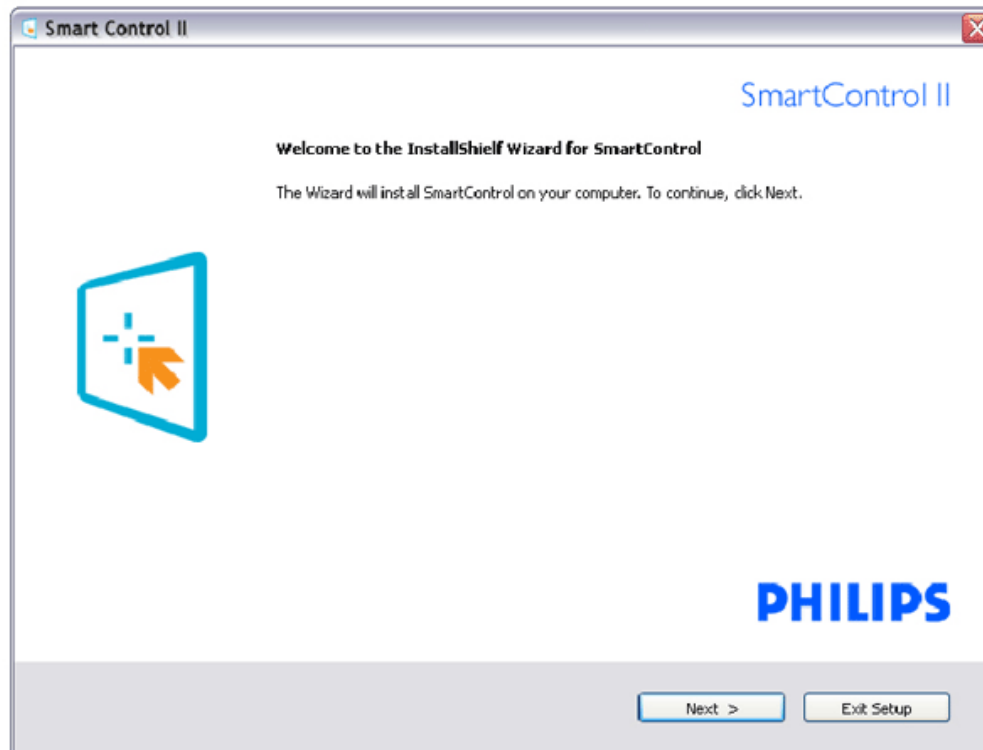 Smart Control II
SmartControl II
Welcome to the InstallShielf Wizard for SmartControl
The Wizard will install SmartControl on your computer. To continue, click Next.
PHILIPS
Next >
Exit Setup